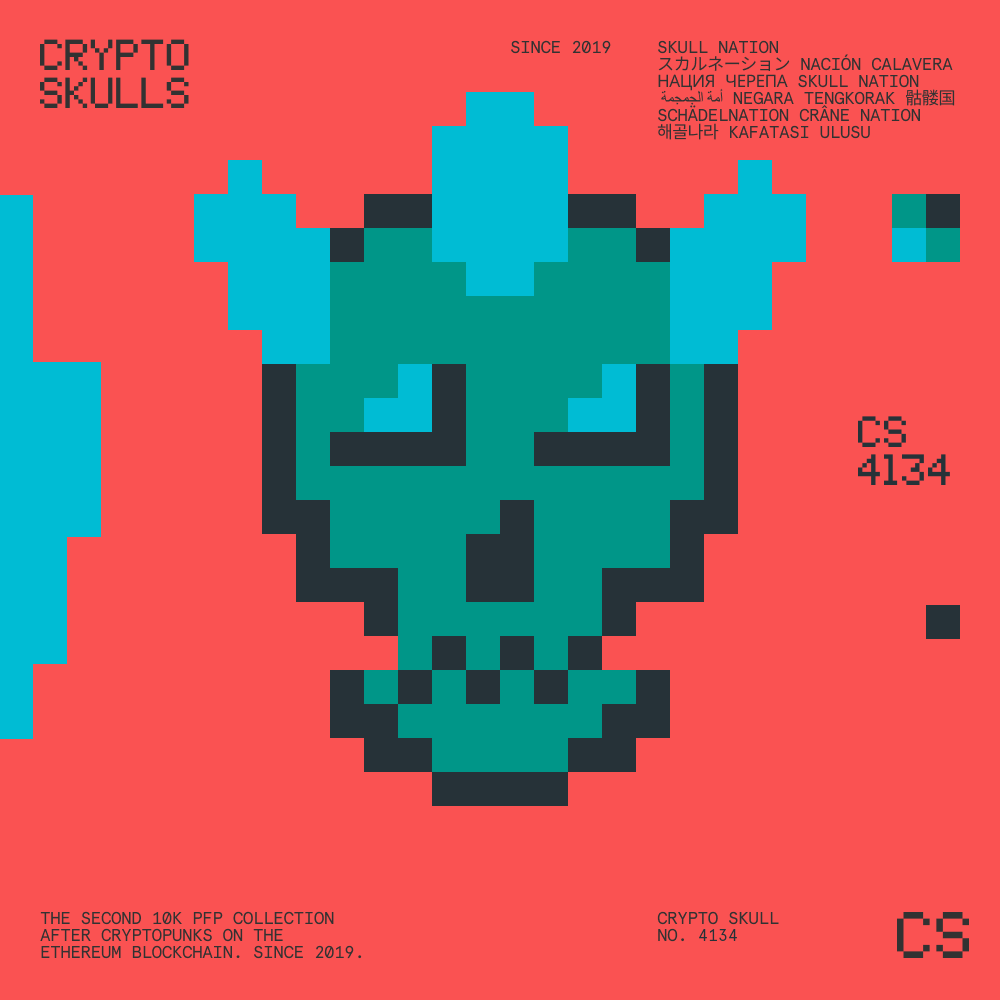 CRYPTO
SKULLS
SINCE 2019
SKULL NATION
スカルネーション NACIÓN CALAVERA
НАЦИЯ ЧЕРЕПА SKULL NATION
أمة الجمجمة NEGARA TENGKORAK 骷髅国
SCHÄDELNATION CRÂNE NATION
해골나라 KAFATASI ULUSU
CS
4134
THE SECOND 10K PFP COLLECTION
AFTER CRYPTOPUNKS ON THE
ETHEREUM BLOCKCHAIN. SINCE 2019.
CRYPTO SKULL
NO. 4134
CS